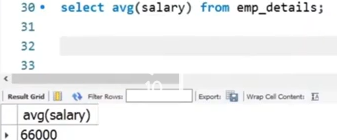 30 select avg(salary) from emp_details;
31
32
33
Result Grid Filter Rows: Export: Wrap Cell Content:
avg(salary)
66000